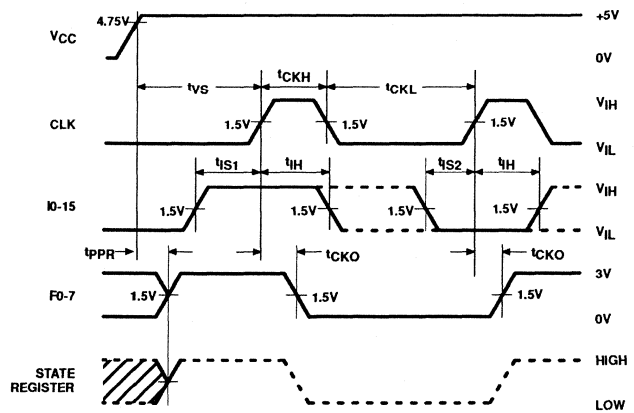 +5V
4.75V
VCC
0V
tVS
tCKH
tCKL
VIH
CLK
1.5V
1.5V
1.5V
VIL
tIS1
tIH
tIS2
tIH
VIH
I0-15
1.5V
1.5V
1.5V
1.5V
VIL
tPPR
tCKO
tCKO
3V
F0-7
1.5V
1.5V
1.5V
0V
HIGH
STATE
REGISTER
LOW